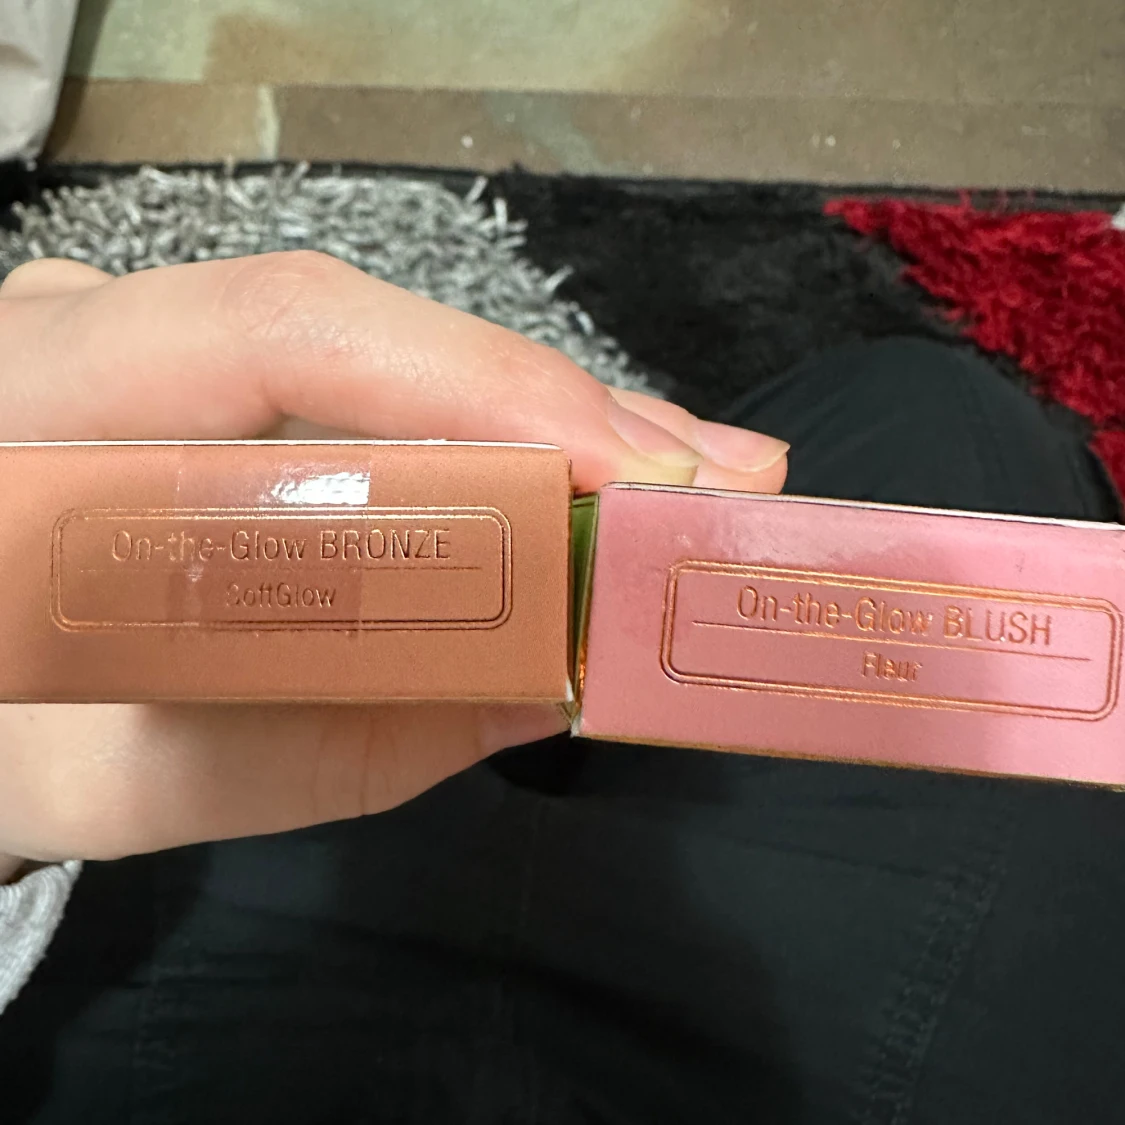 On-the-Glow BRONZE
SoftGlow
On-the-Glow BLUSH
Fleur